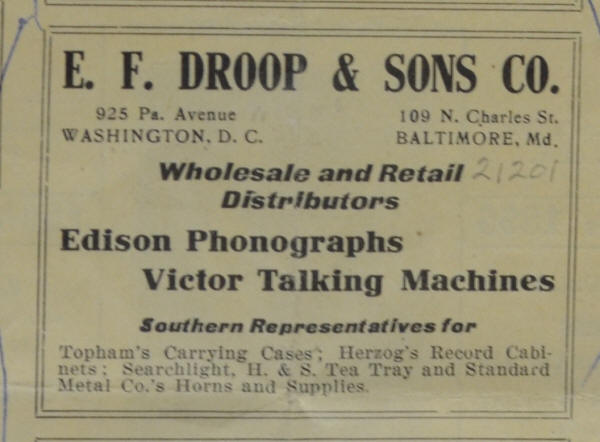 E. F. DROOP & SONS CO.
925 Pa. Avenue 109 N. Charles St.
WASHINGTON, D. C. BALTIMORE, Md.
Wholesale and Retail 21201
Distributors
Edison Phonographs
Victor Talking Machines
Southern Representatives for
Topham's Carrying Cases; Herzog's Record Cabi-
nets; Searchlight, H. & S. Tea Tray and Standard
Metal Co.'s Horns and Supplies.